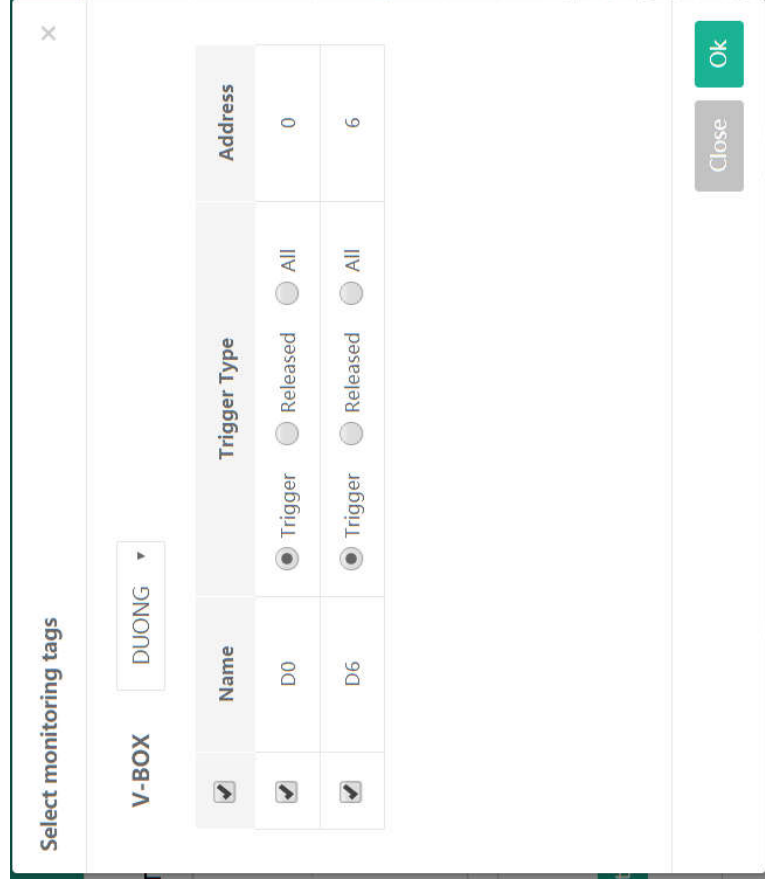 Select monitoring tags ×
V-BOX DUONG
Name Trigger Type Address
D0 Trigger Released All 0
D6 Trigger Released All 6
Close Ok